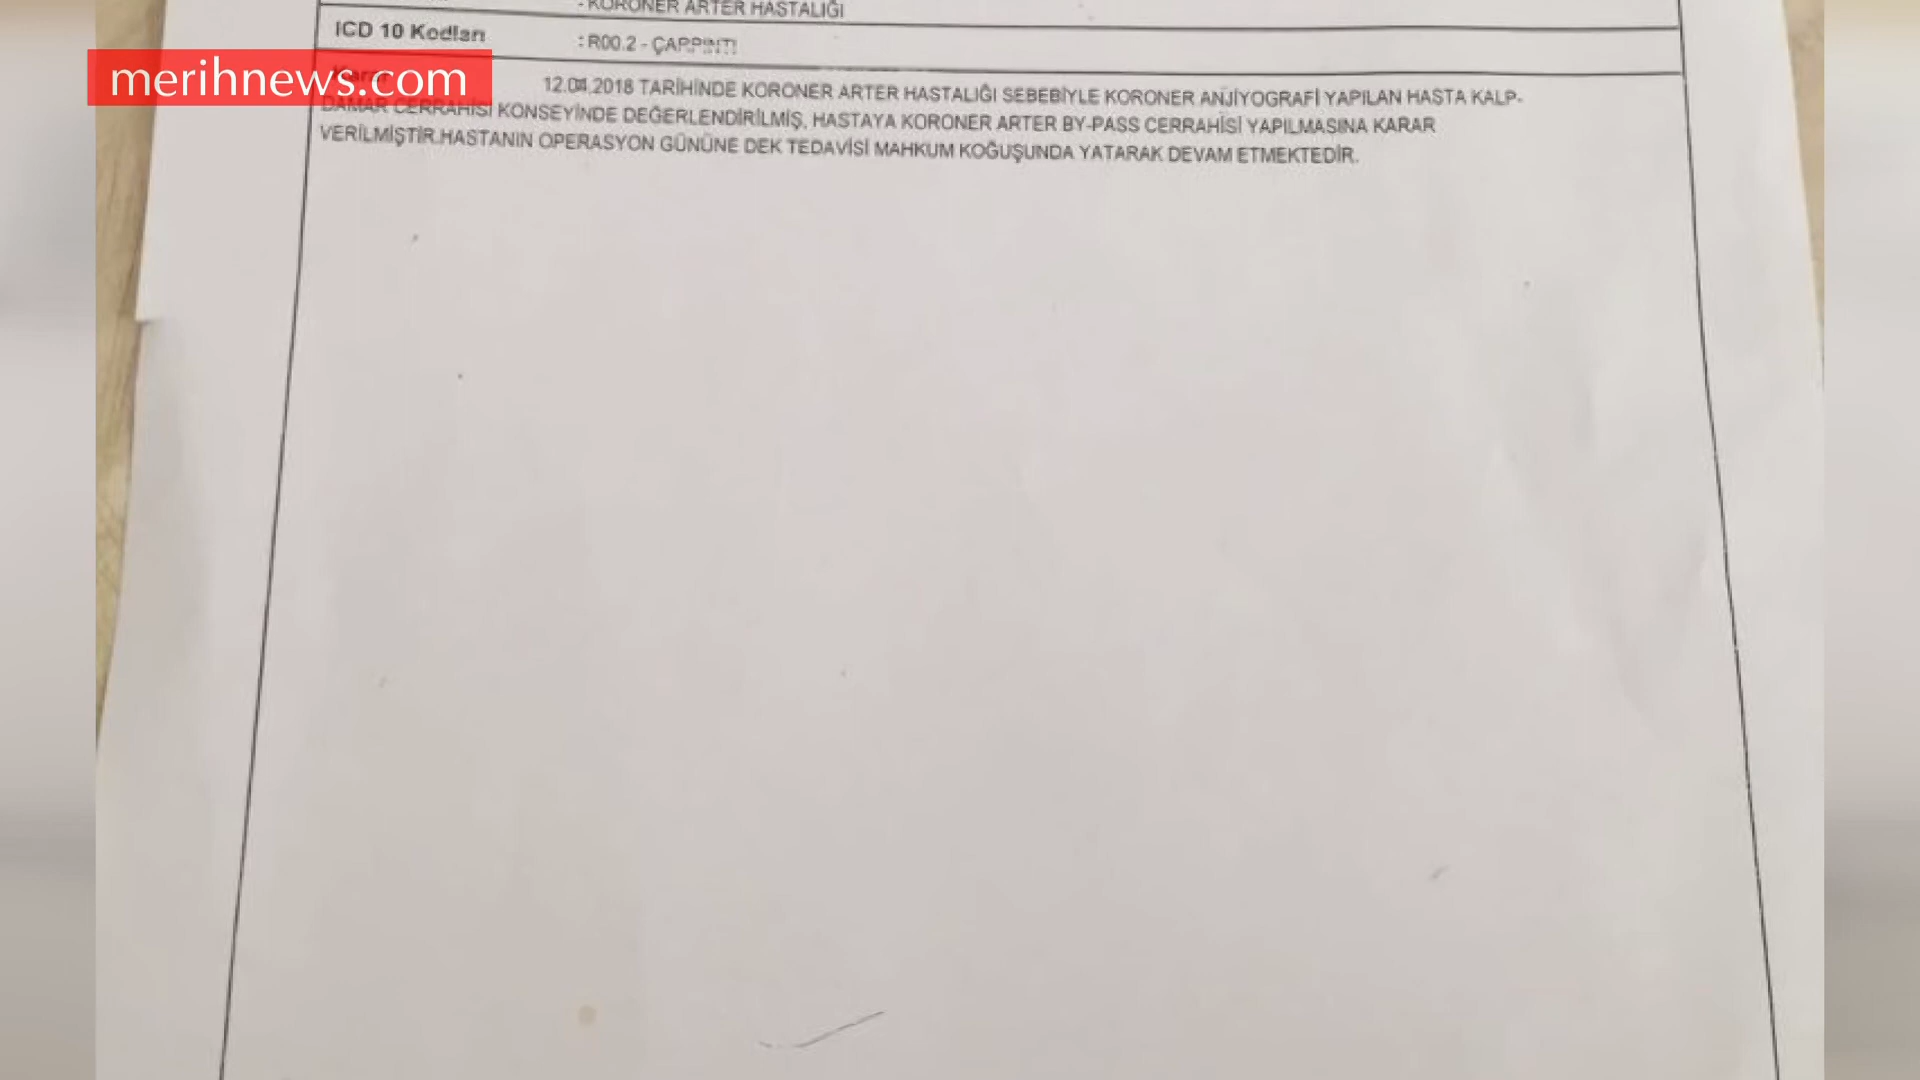 - KORONER ARTER HASTALIĞI
ICD 10 Kodları : R00.2 - ÇARPINTI
merihnews.com
Karar 12.04.2018 TARİHİNDE KORONER ARTER HASTALIĞI SEBEBİYLE KORONER ANJİYOGRAFİ YAPILAN HASTA KALP-
DAMAR CERRAHİSİ KONSEYİNDE DEĞERLENDİRİLMİŞ, HASTAYA KORONER ARTER BY-PASS CERRAHİSİ YAPILMASINA KARAR
VERİLMİŞTİR.HASTANIN OPERASYON GÜNÜNE DEK TEDAVİSİ MAHKUM KOĞUŞUNDA YATARAK DEVAM ETMEKTEDİR.